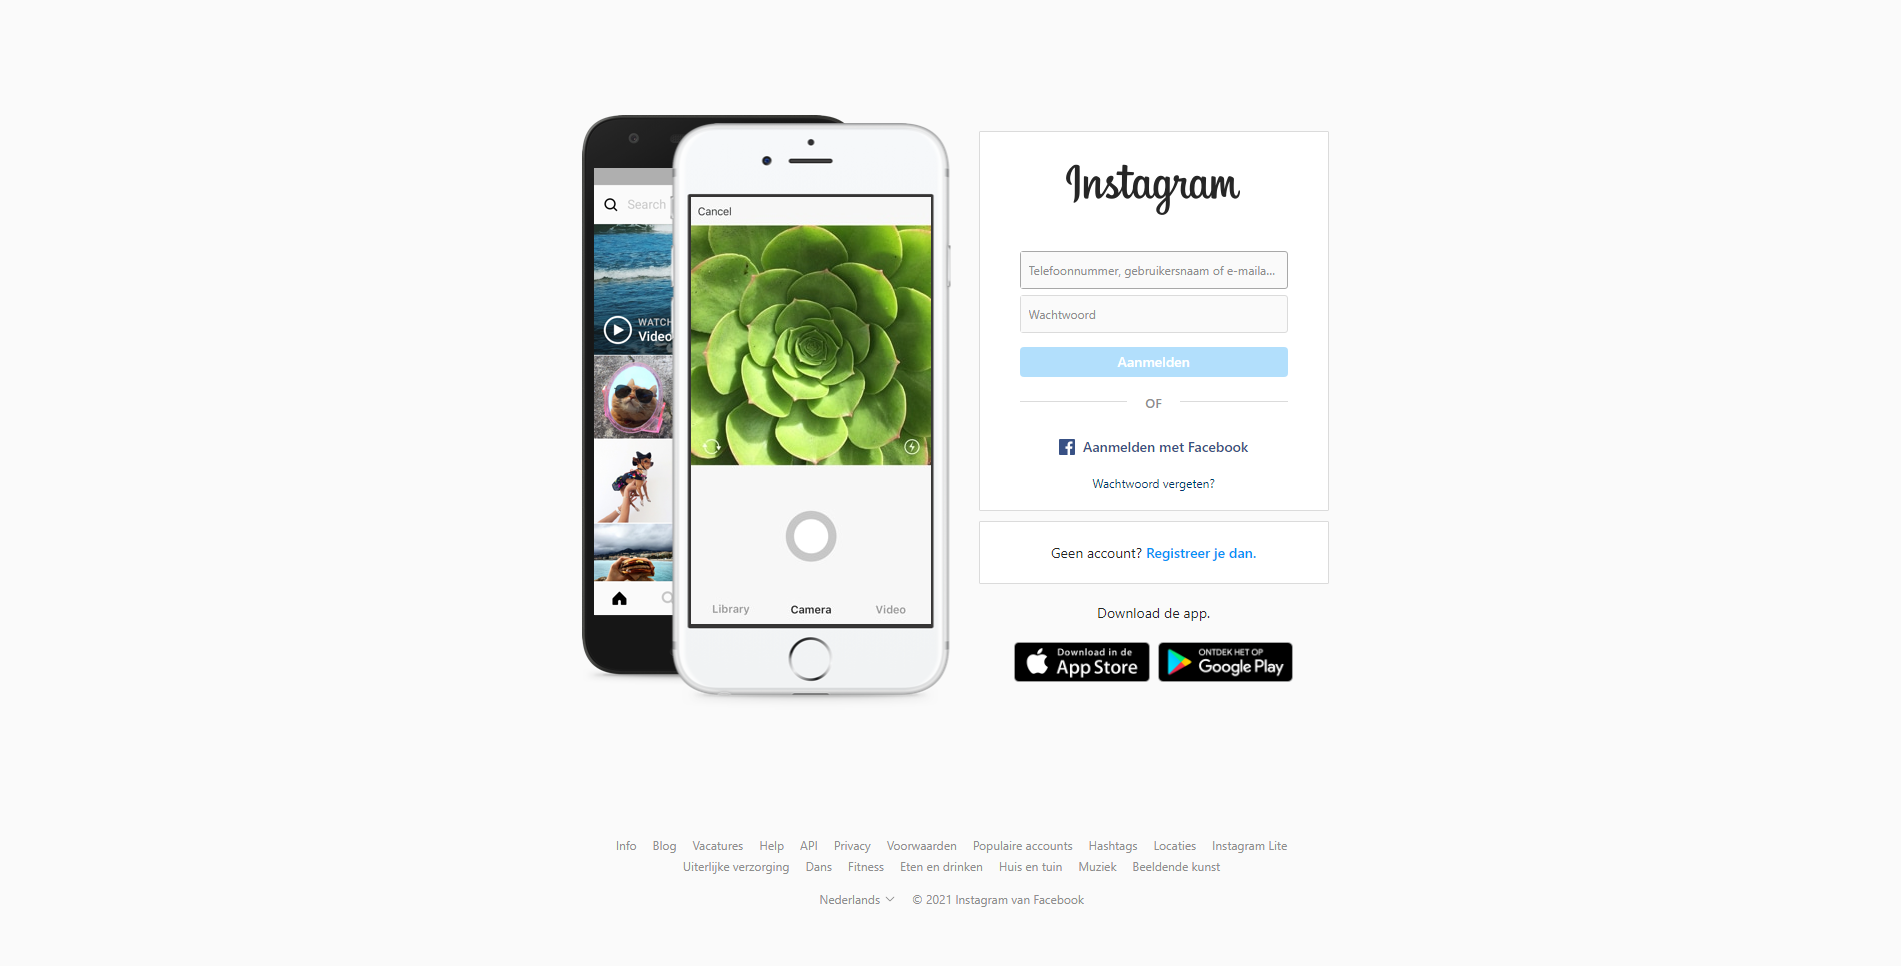 Search
WATCH
Video
Cancel
Library Camera Video
Instagram
Telefoonnummer, gebruikersnaam of e-maila...
Wachtwoord
Aanmelden
OF
Aanmelden met Facebook
Wachtwoord vergeten?
Geen account? Registreer je dan.
Download de app.
Download in de
App Store
ONTDEK HET OP
Google Play
Info Blog Vacatures Help API Privacy Voorwaarden Populaire accounts Hashtags Locaties Instagram Lite
Uiterlijke verzorging Dans Fitness Eten en drinken Huis en tuin Muziek Beeldende kunst
Nederlands © 2021 Instagram van Facebook